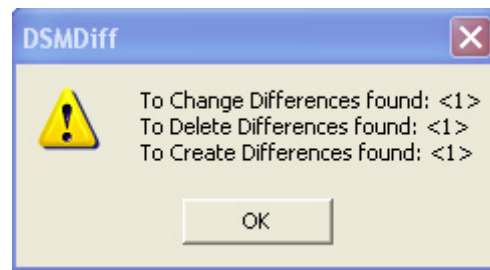 DSMDiff
To Change Differences found: <1>
To Delete Differences found: <1>
To Create Differences found: <1>
OK